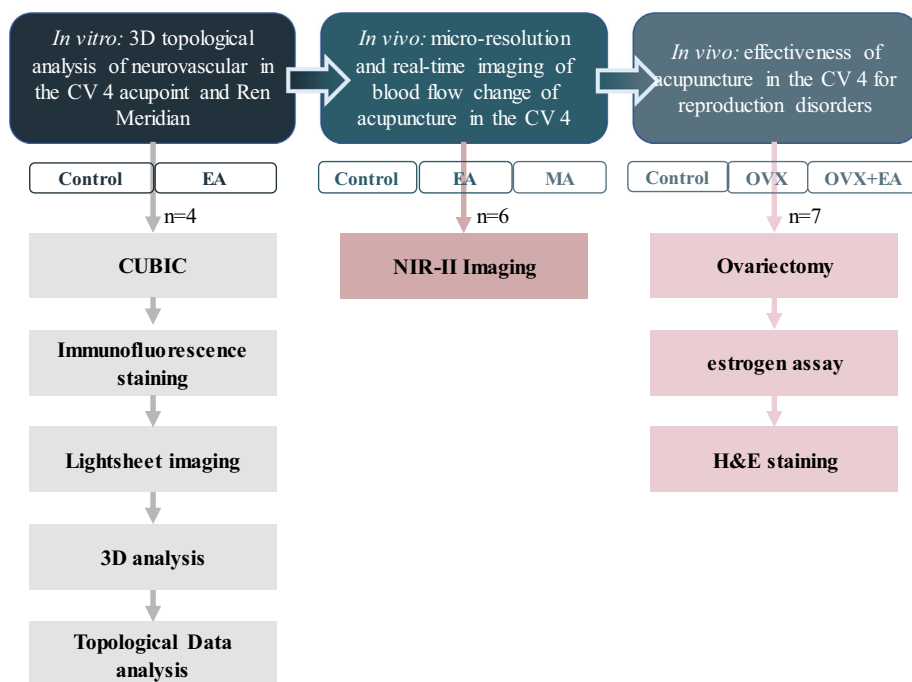 In vitro: 3D topological
analysis of neurovascular in
the CV 4 acupoint and Ren
Meridian
Control
EA
n=4
CUBIC
Immunofluorescence
staining
Lightsheet imaging
3D analysis
Topological Data
analysis
In vivo: micro-resolution
and real-time imaging of
blood flow change of
acupuncture in the CV 4
Control
EA
MA
n=6
NIR-II Imaging
In vivo: effectiveness of
acupuncture in the CV 4 for
reproduction disorders
Control
OVX
OVX+EA
n=7
Ovariectomy
estrogen assay
H&E staining